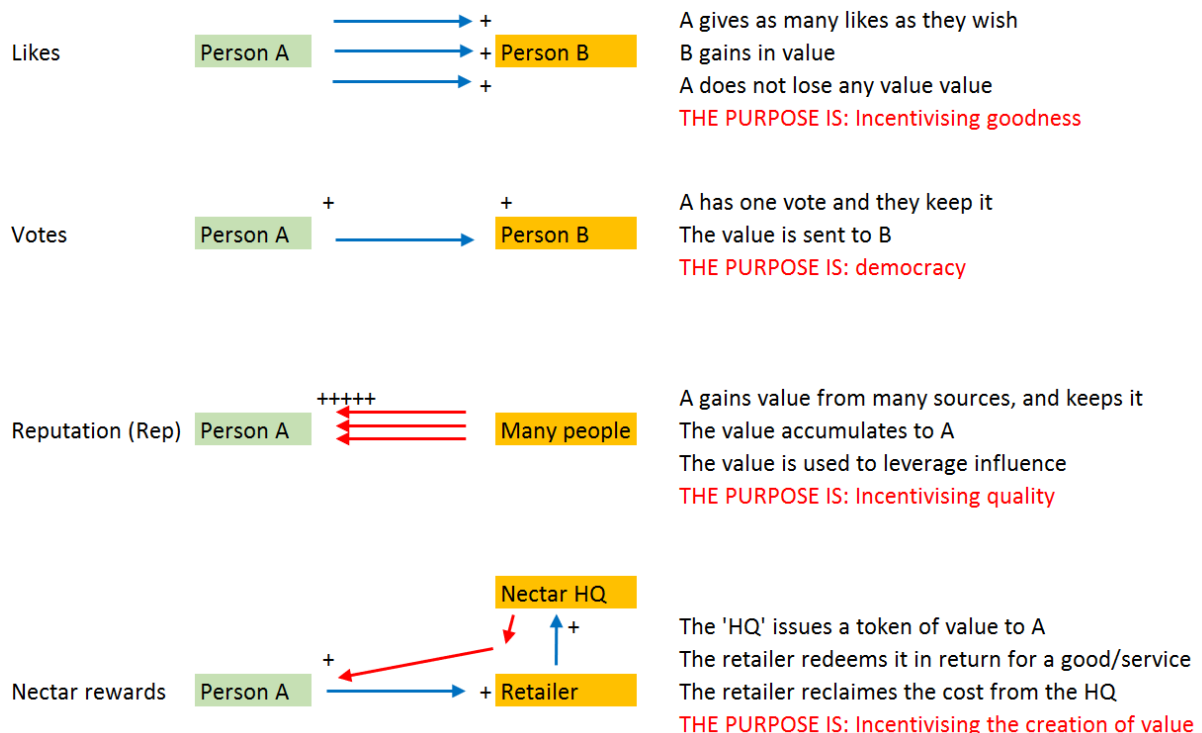 + A gives as many likes as they wish
Likes Person A + Person B B gains in value
+ A does not lose any value value
THE PURPOSE IS: Incentivising goodness
+ + A has one vote and they keep it
Votes Person A Person B The value is sent to B
THE PURPOSE IS: democracy
+++++ A gains value from many sources, and keeps it
Reputation (Rep) Person A Many people The value accumulates to A
The value is used to leverage influence
THE PURPOSE IS: Incentivising quality
Nectar HQ
+ The 'HQ' issues a token of value to A
+ The retailer redeems it in return for a good/service
Nectar rewards Person A + Retailer The retailer reclaimes the cost from the HQ
THE PURPOSE IS: Incentivising the creation of value